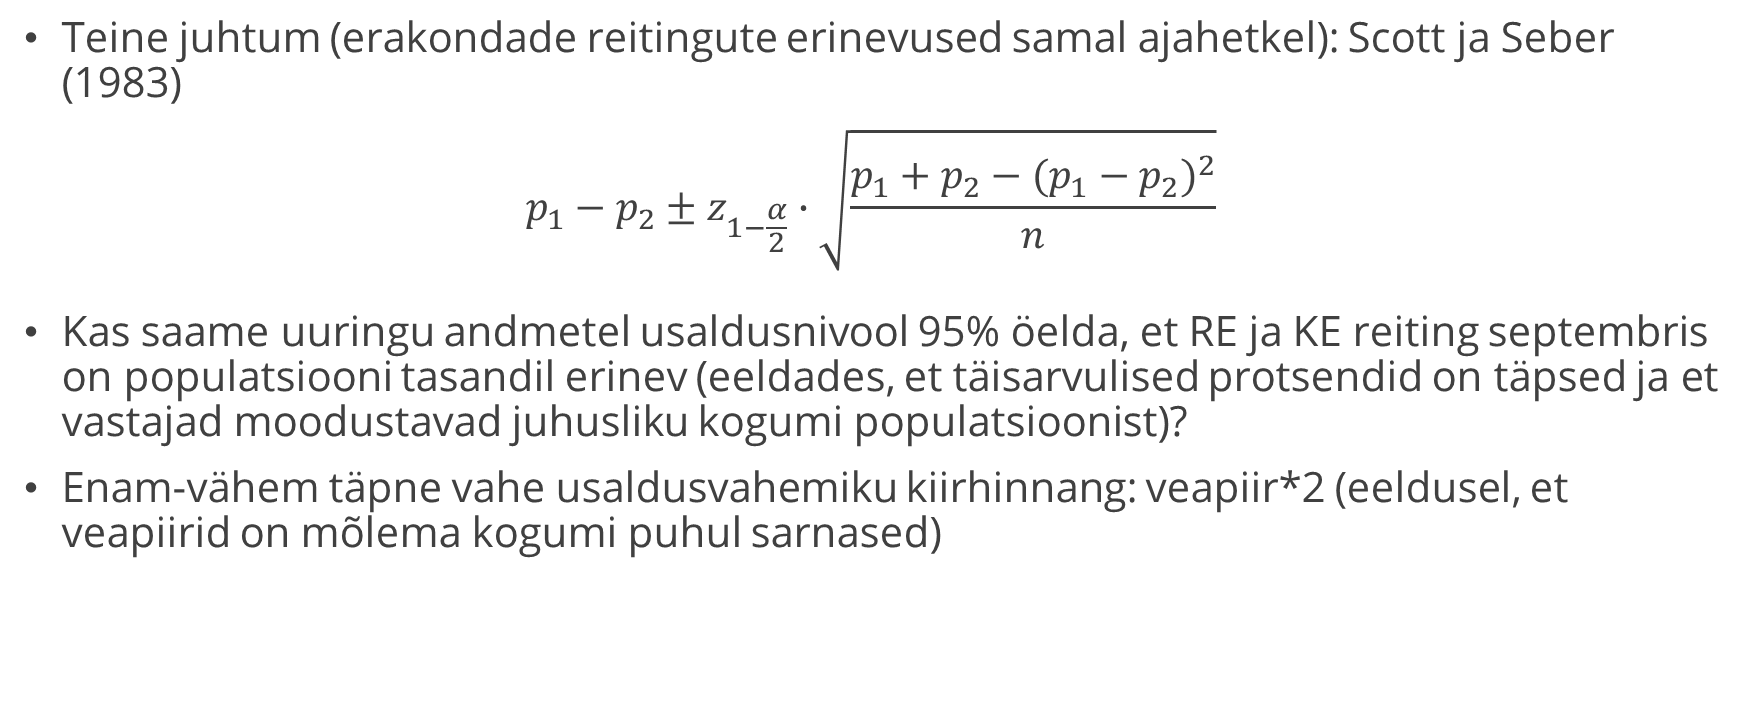 • Teine juhtum (erakondade reitingute erinevused samal ajahetkel): Scott ja Seber
(1983)
p₁ − p₂ ± z₁₋α/₂ · √((p₁ + p₂ − (p₁ − p₂)²)/n)
• Kas saame uuringu andmetel usaldusnivool 95% öelda, et RE ja KE reiting septembris
on populatsiooni tasandil erinev (eeldades, et täisarvulised protsendid on täpsed ja et
vastajad moodustavad juhusliku kogumi populatsioonist)?
• Enam-vähem täpne vahe usaldusvahemiku kiirhinnang: veapiir*2 (eeldusel, et
veapiirid on mõlema kogumi puhul sarnased)